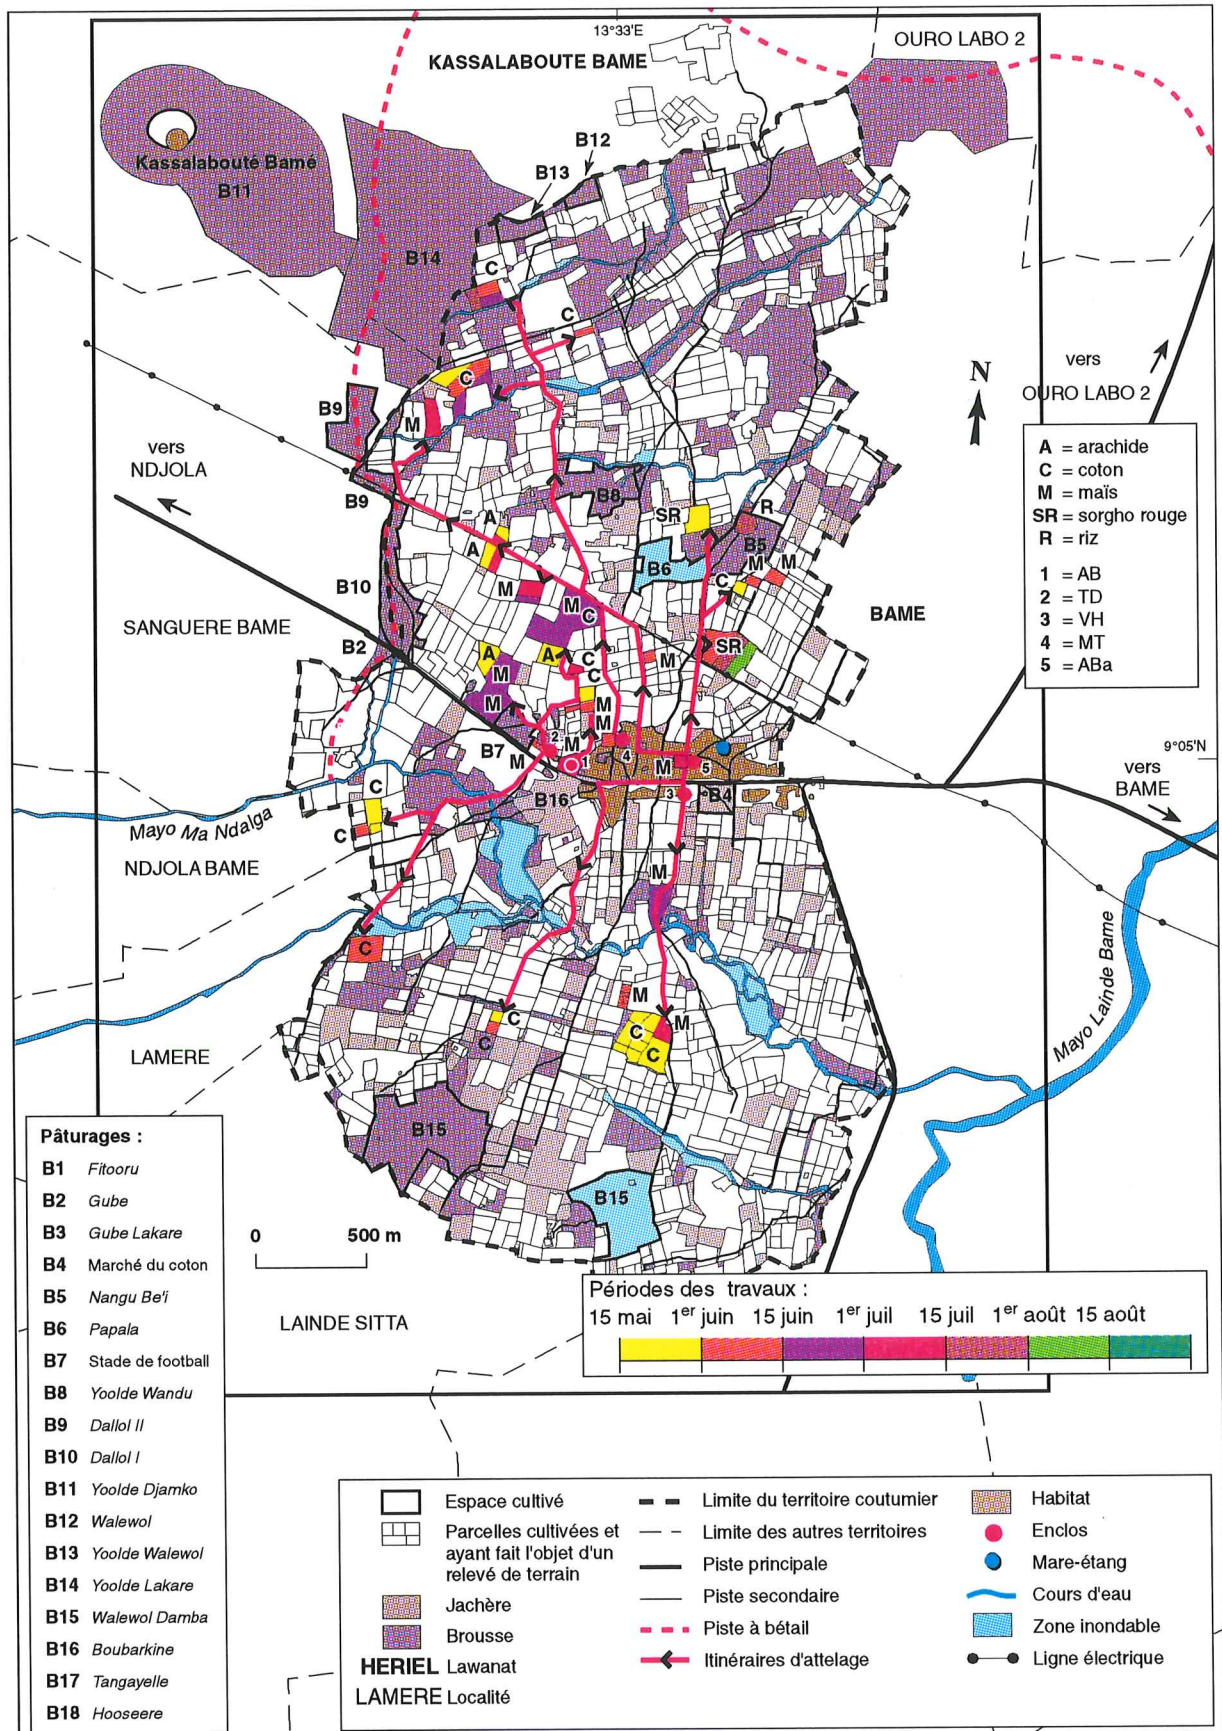 13°33'E
OURO LABO 2
KASSALABOUTE BAME
B12
B13
Kassalabouté Bamé
B11
B14
C
C
C
B9
M
vers
NDJOLA
B9
B8
A
A
SR
R
B5
M
M
B6
C
M
M
C
B10
SANGUERE BAME
BAME
B2
A
A
M
SR
C
C
M
M
M
M
B7
M
M
M
2
1
4
5
3
B16
B4
9°05'N
vers
BAME
vers
OURO LABO 2
N
A = arachide
C = coton
M = maïs
SR = sorgho rouge
R = riz
1 = AB
2 = TD
3 = VH
4 = MT
5 = ABa
C
C
Mayo Ma Ndalga
NDJOLA BAME
M
C
Mayo Laïnde Bame
M
C
C
M
C
C
LAMERE
B15
B15
0 500 m
LAINDE SITTA
Pâturages :
B1 Fitooru
B2 Gube
B3 Gube Lakare
B4 Marché du coton
B5 Nangu Be'i
B6 Papala
B7 Stade de football
B8 Yoolde Wandu
B9 Dallol II
B10 Dallol I
B11 Yoolde Djamko
B12 Walewol
B13 Yoolde Walewol
B14 Yoolde Lakare
B15 Walewol Damba
B16 Boubarkine
B17 Tangayelle
B18 Hooseere
Périodes des travaux :
15 mai 1er juin 15 juin 1er juil 15 juil 1er août 15 août
Espace cultivé
Parcelles cultivées et
ayant fait l'objet d'un
relevé de terrain
Jachère
Brousse
HERIEL Lawanat
LAMERE Localité
Limite du territoire coutumier
Limite des autres territoires
Piste principale
Piste secondaire
Piste à bétail
Itinéraires d'attelage
Habitat
Enclos
Mare-étang
Cours d'eau
Zone inondable
Ligne électrique